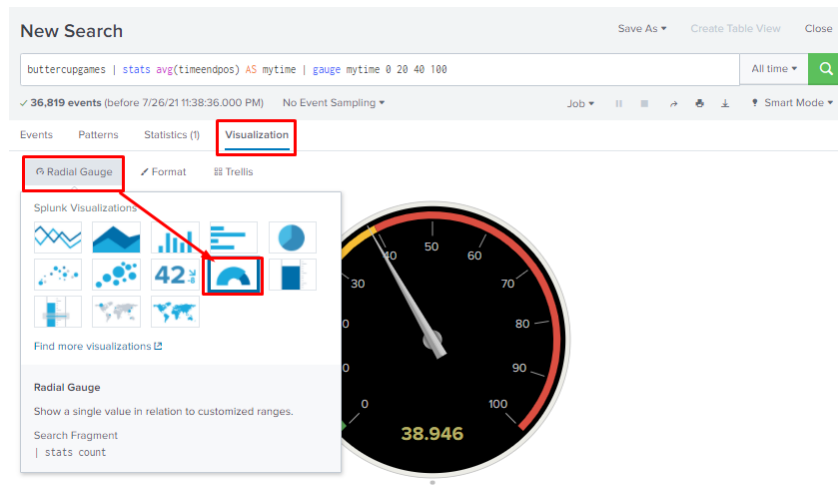 New Search
Save As
Create Table View
Close
buttercupgames | stats avg(timeendpos) AS mytime | gauge mytime 0 20 40 100
All time
36,819 events (before 7/26/21 11:38:36.000 PM)
No Event Sampling
Job
Smart Mode
Events
Patterns
Statistics (1)
Visualization
Radial Gauge
Format
Trellis
Splunk Visualizations
42
Find more visualizations
Radial Gauge
Show a single value in relation to customized ranges.
Search Fragment
| stats count
0
0
0
30
40
50
60
70
80
90
100
38.946